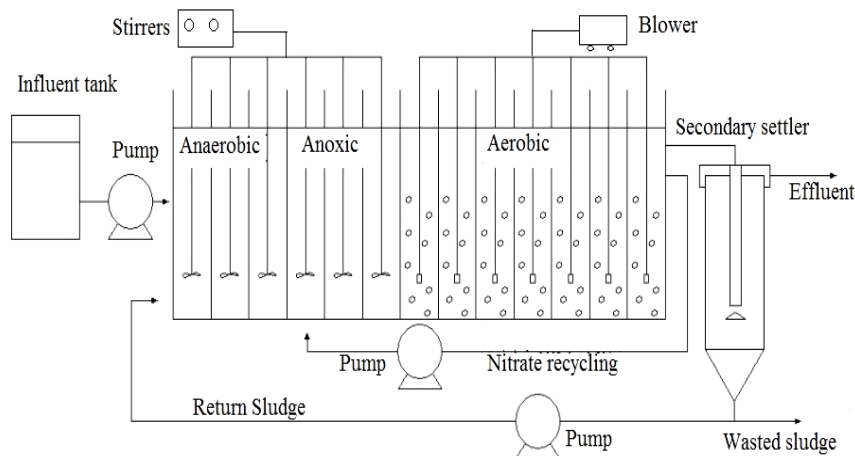 Stirrers
Blower
Influent tank
Pump
Anaerobic
Anoxic
Aerobic
Secondary settler
Effluent
Pump
Nitrate recycling
Return Sludge
Pump
Wasted sludge